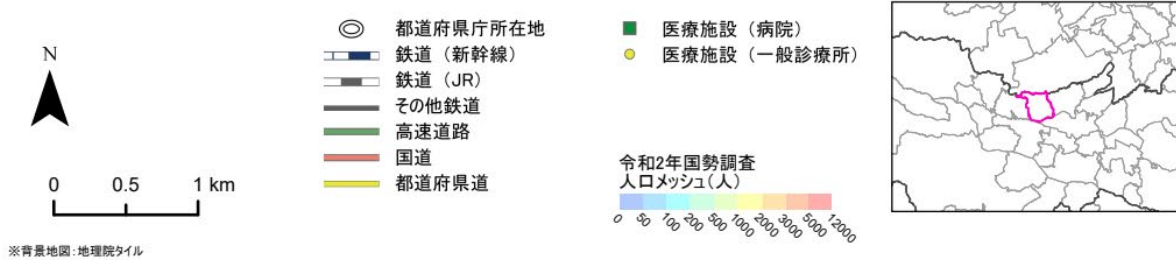 N
0 0.5 1 km
※背景地図:地理院タイル
都道府県庁所在地
鉄道(新幹線)
鉄道(JR)
その他鉄道
高速道路
国道
都道府県道
医療施設(病院)
医療施設(一般診療所)
令和2年国勢調査
人口メッシュ(人)
0 50 100 200 500 1000 2000 3000 5000 12000